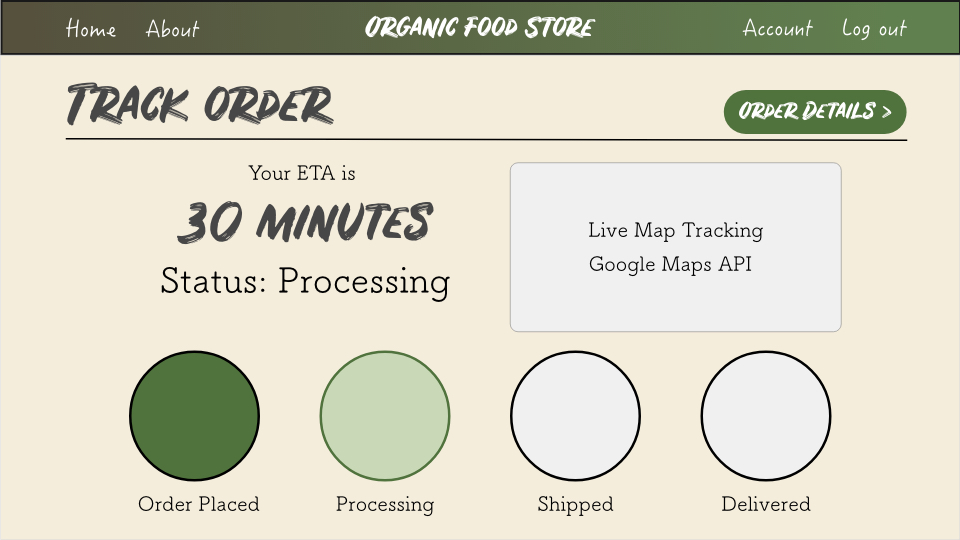 Home About ORGANIC FOOD STORE Account Log out
TRACK ORDER
ORDER DETAILS >
Your ETA is
30 MINUTES
Status: Processing
Live Map Tracking
Google Maps API
Order Placed Processing Shipped Delivered